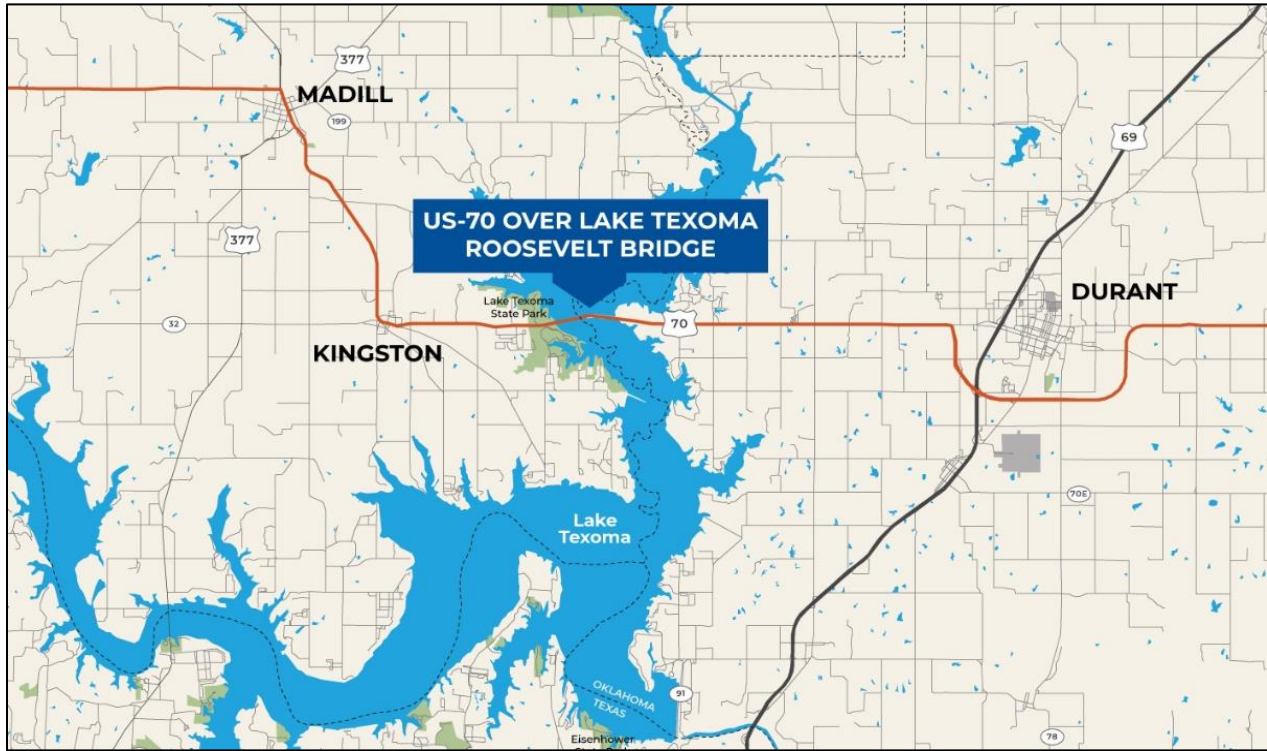 377
MADILL
199
69
US-70 OVER LAKE TEXOMA
ROOSEVELT BRIDGE
377
Lake Texoma
State Park
DURANT
32
70
KINGSTON
70E
Lake
Texoma
91
OKLAHOMA
TEXAS
Eisenhower
78